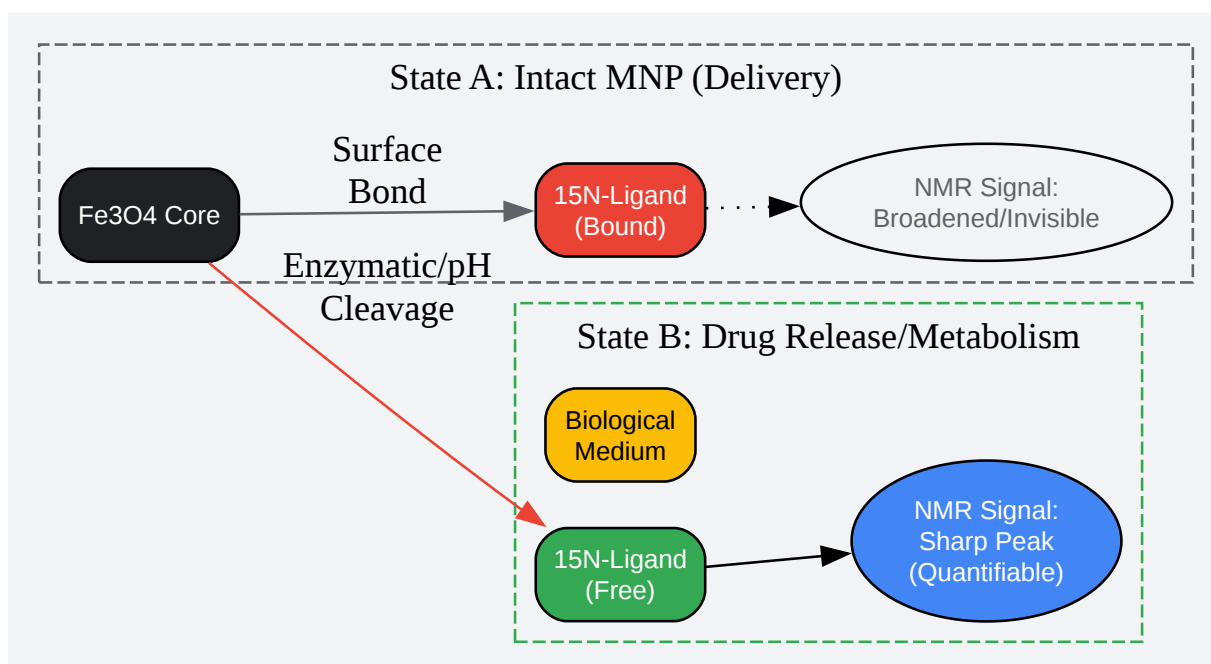 State A: Intact MNP (Delivery)
Surface
Bond
Fe3O4 Core
15N-Ligand
(Bound)
NMR Signal:
Broadened/Invisible
Enzymatic/pH
Cleavage
State B: Drug Release/Metabolism
Biological
Medium
15N-Ligand
(Free)
NMR Signal:
Sharp Peak
(Quantifiable)